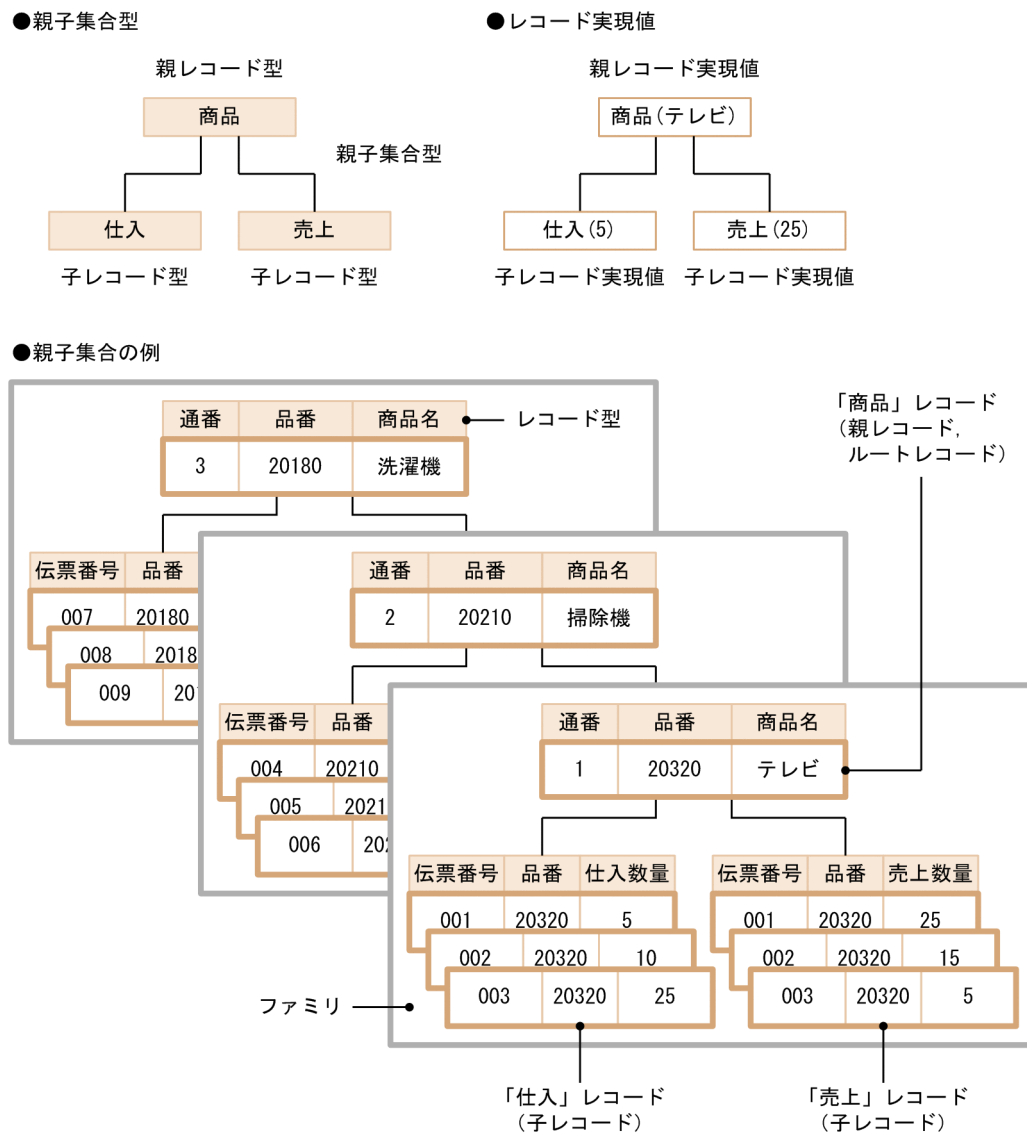 ●親子集合型
親レコード型
商品
親子集合型
仕入 売上
子レコード型 子レコード型
●レコード実現値
親レコード実現値
商品(テレビ)
仕入(5) 売上(25)
子レコード実現値 子レコード実現値
●親子集合の例
通番 品番 商品名
3 20180 洗濯機
レコード型
「商品」レコード
(親レコード,
ルートレコード)
伝票番号 品番
007 20180
008 2018
009
通番 品番 商品名
2 20210 掃除機
伝票番号 品番
004 20210
005 2021
006
通番 品番 商品名
1 20320 テレビ
伝票番号 品番 仕入数量
001 20320 5
002 20320 10
003 20320 25
伝票番号 品番 売上数量
001 20320 25
002 20320 15
003 20320 5
ファミリ
「仕入」レコード
(子レコード)
「売上」レコード
(子レコード)